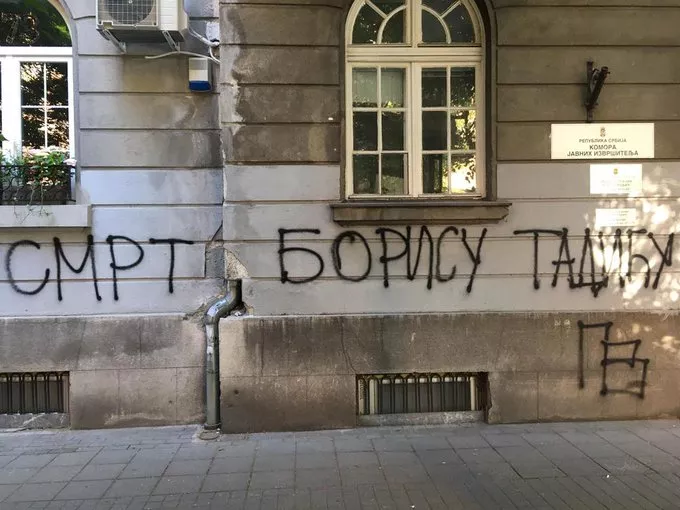 РЕПУБЛИКА СРБИЈА
КОМОРА
ЈАВНИХ ИЗВРШИТЕЉА
СМРТ БОРИСУ ТАДИЋУ